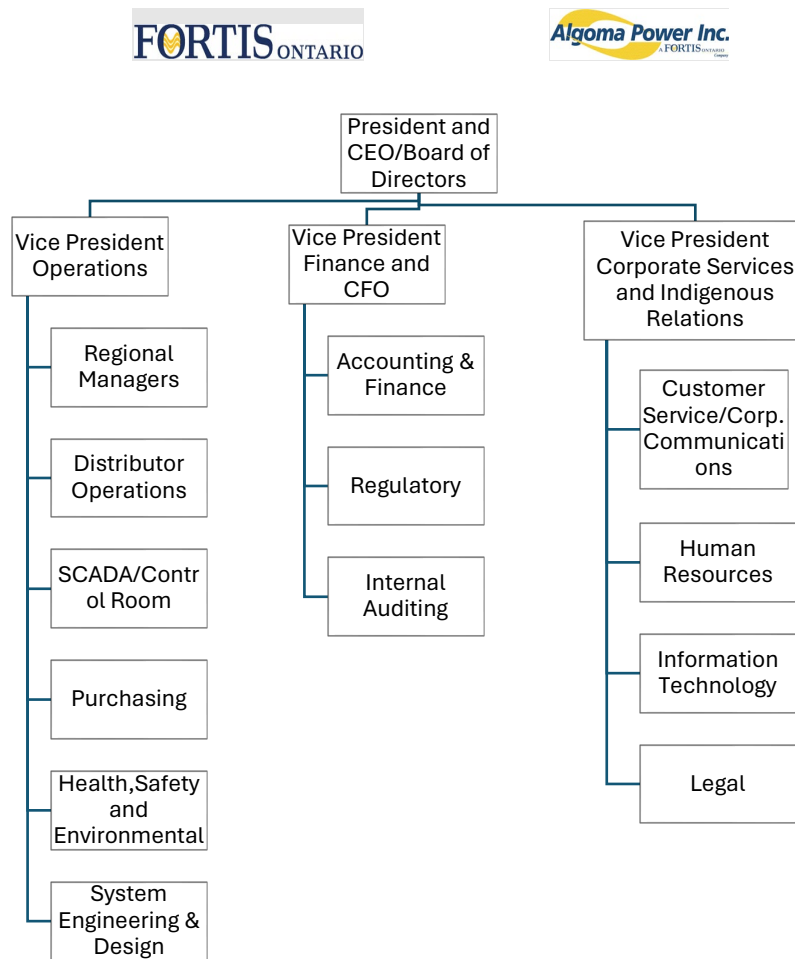 FORTIS ONTARIO
Algoma Power Inc.
A FORTIS ONTARIO
Company
President and
CEO/Board of
Directors
Vice President
Operations
Regional
Managers
Distributor
Operations
SCADA/Contr
ol Room
Purchasing
Health,Safety
and
Environmental
System
Engineering &
Design
Vice President
Finance and
CFO
Accounting &
Finance
Regulatory
Internal
Auditing
Vice President
Corporate Services
and Indigenous
Relations
Customer
Service/Corp.
Communicati
ons
Human
Resources
Information
Technology
Legal